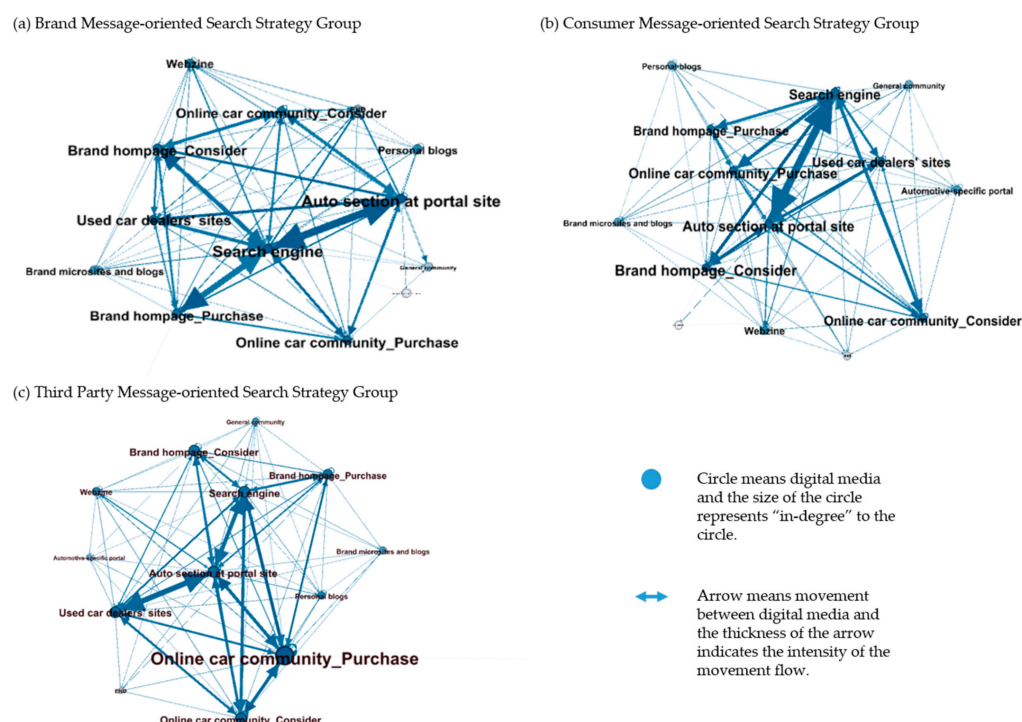 (a) Brand Message-oriented Search Strategy Group
Webzine
Online car community_Consider
Brand hompage_Consider
Personal blogs
Auto section at portal site
Used car dealers' sites
Search engine
Brand microsites and blogs
General community
Brand hompage_Purchase
Online car community_Purchase
(b) Consumer Message-oriented Search Strategy Group
Personal blogs
General community
Search engine
Brand hompage_Purchase
Used car dealers' sites
Online car community_Purchase
Automotive-specific portal
Brand microsites and blogs
Auto section at portal site
Brand hompage_Consider
Online car community_Consider
Webzine
(c) Third Party Message-oriented Search Strategy Group
General community
Brand hompage_Consider
Brand hompage_Purchase
Webzine
Search engine
Brand microsites and blogs
Automotive-specific portal
Auto section at portal site
Personal blogs
Used car dealers' sites
Online car community_Purchase
END
Online car community_Consider
Circle means digital media
and the size of the circle
represents “in-degree” to the
circle.
Arrow means movement
between digital media and
the thickness of the arrow
indicates the intensity of the
movement flow.